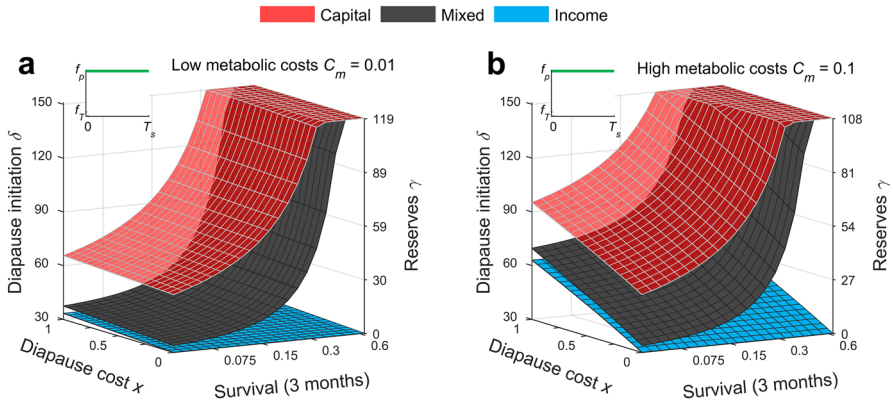 Capital Mixed Income
a Low metabolic costs C_m = 0.01
f_p
f_T
0 T_s
Diapause initiation δ
150
120
90
60
30
119
89
59
30
0
Reserves γ
1
0.5
0
Diapause cost x
0.075
0.15
0.3
0.6
Survival (3 months)
b High metabolic costs C_m = 0.1
f_p
f_T
0 T_s
Diapause initiation δ
150
120
90
60
30
108
81
54
27
0
Reserves γ
1
0.5
0
Diapause cost x
0.075
0.15
0.3
0.6
Survival (3 months)